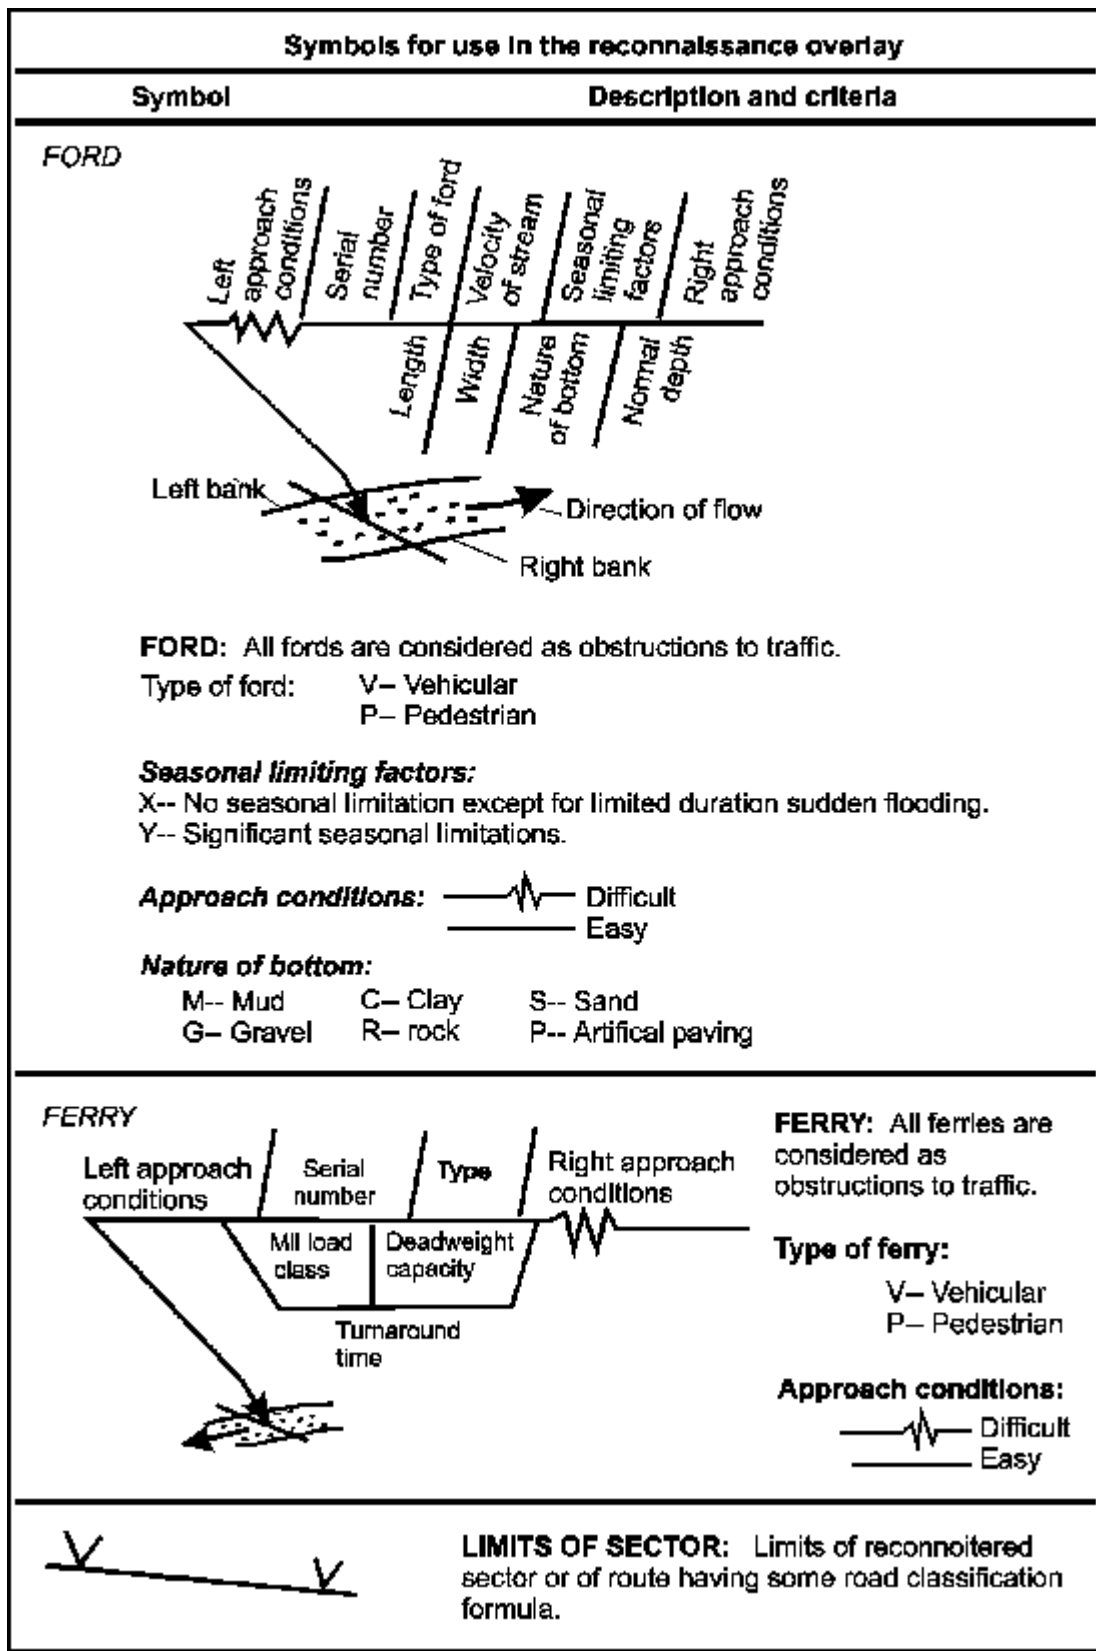 Symbols for use in the reconnaissance overlay
Symbol Description and criteria
FORD
Left
approach
conditions
Serial
number
Type of ford
Velocity
of stream
Seasonal
limiting
factors
Right
approach
conditions
Length
Width
Nature
of bottom
Normal
depth
Left bank
Direction of flow
Right bank
FORD: All fords are considered as obstructions to traffic.
Type of ford: V-- Vehicular
P-- Pedestrian
Seasonal limiting factors:
X-- No seasonal limitation except for limited duration sudden flooding.
Y-- Significant seasonal limitations.
Approach conditions: Difficult
Easy
Nature of bottom:
M-- Mud C-- Clay S-- Sand
G-- Gravel R-- rock P-- Artifical paving
FERRY
Left approach
conditions
Serial
number
Type
Right approach
conditions
Mil load
class
Deadweight
capacity
Turnaround
time
FERRY: All ferries are
considered as
obstructions to traffic.
Type of ferry:
V-- Vehicular
P-- Pedestrian
Approach conditions:
Difficult
Easy
LIMITS OF SECTOR: Limits of reconnoitered
sector or of route having some road classification
formula.